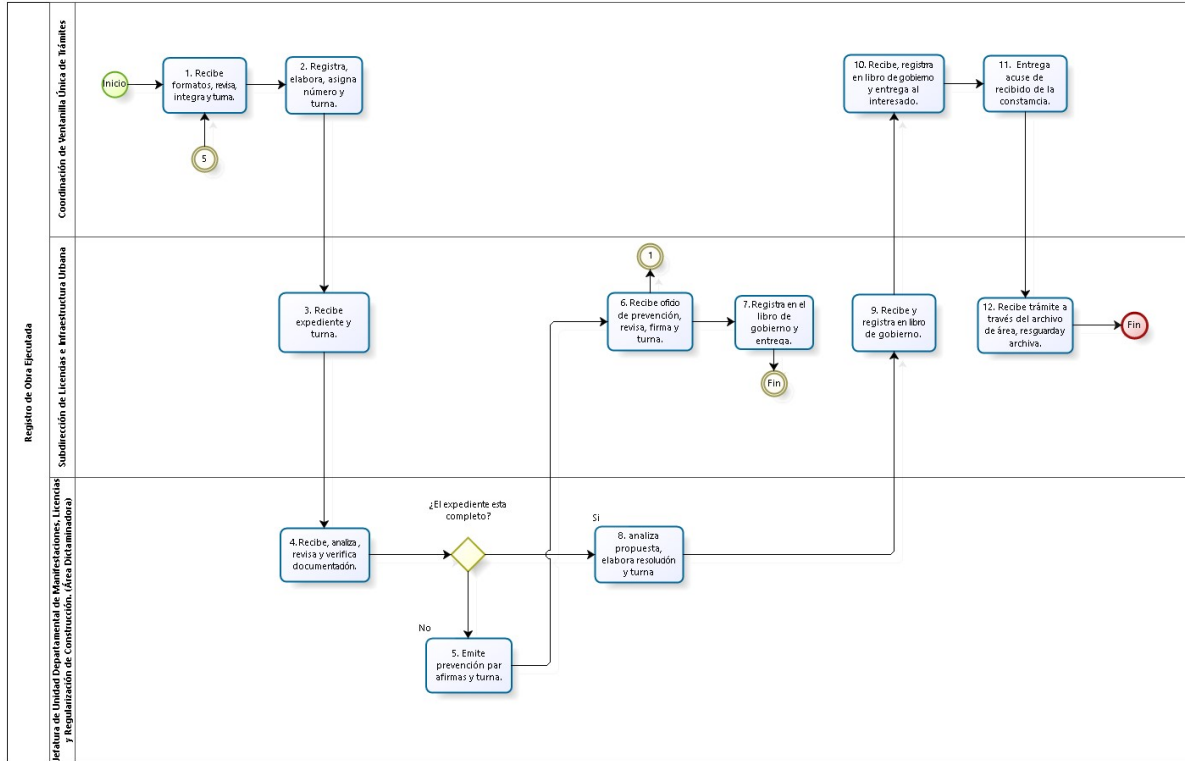 Registro de Obra Ejecutada
Coordinación de Ventanilla Única de Trámites
Inicio
1. Recibe
formatos, revisa,
integra y turna.
5
2. Registra,
elabora, asigna
número y
turna.
10. Recibe, registra
en libro de gobierno
y entrega al
interesado.
11. Entrega
acuse de
recibido de la
constamcia.
Subdirección de Licencias e Infraestructura Urbana
3. Recibe
expediente y
turna.
1
6. Recibe oficio
de prevención,
revisa, firma y
turna.
7.Registra en el
libro de
gobierno y
entrega.
Fin
9. Recibe y
registra en libro
de gobierno.
12. Recibe trámite a
través del archivo
de área, resguarda y
archiva.
Fin
Jefatura de Unidad Departamental de Manifestaciones, Licencias
y Regularización de Construcción. (Área Dictaminadora)
4.Recibe, analiza,
revisa y verifica
documentación.
¿El expediente esta
completo?
Si
8. analiza
propuesta,
elabora resolución
y turna
No
5. Emite
prevención par
afirmas y turna.